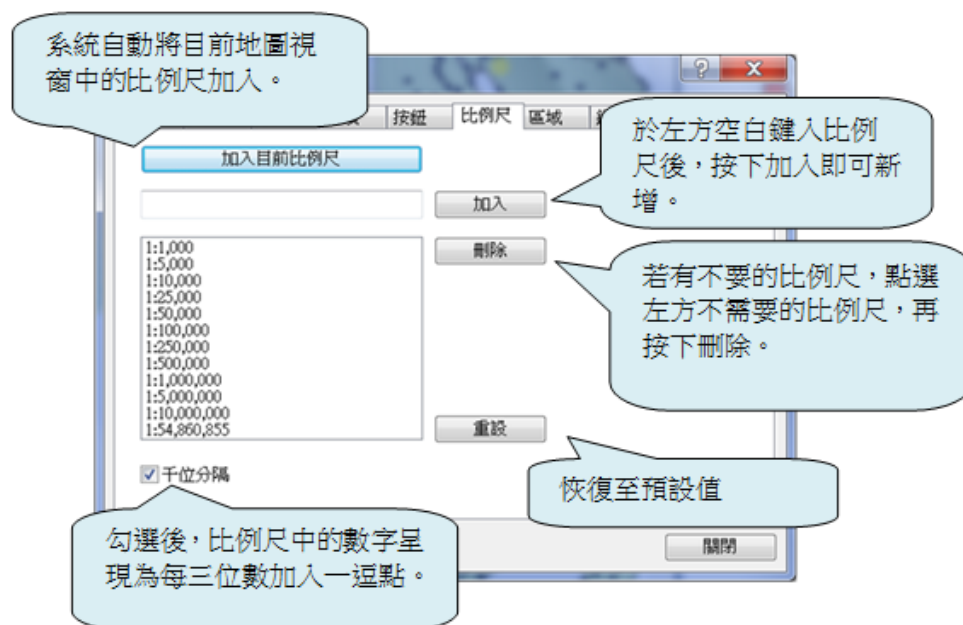 系統自動將目前地圖視
窗中的比例尺加入。
?
X
按鈕
比例尺
區域
加入目前比例尺
於左方空白鍵入比例
尺後，按下加入即可新
增。
加入
刪除
若有不要的比例尺，點選
左方不需要的比例尺，再
按下刪除。
1:1,000
1:5,000
1:10,000
1:25,000
1:50,000
1:100,000
1:250,000
1:500,000
1:1,000,000
1:5,000,000
1:10,000,000
1:54,860,855
重設
恢復至預設值
千位分隔
勾選後，比例尺中的數字呈
現為每三位數加入一逗點。
關閉